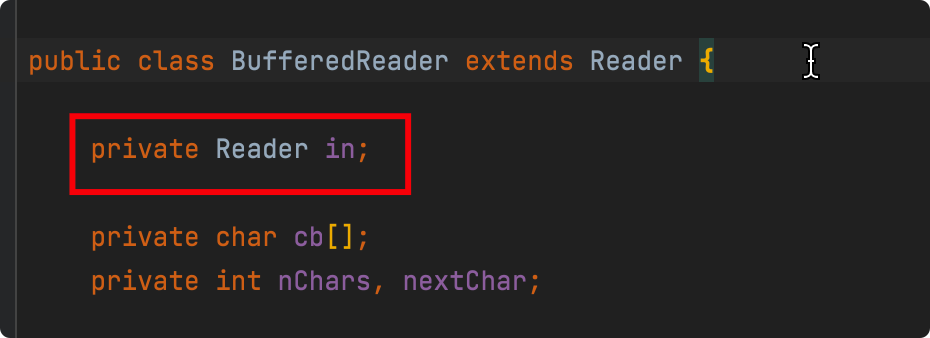 public class BufferedReader extends Reader {
private Reader in;
private char cb[];
private int nChars, nextChar;